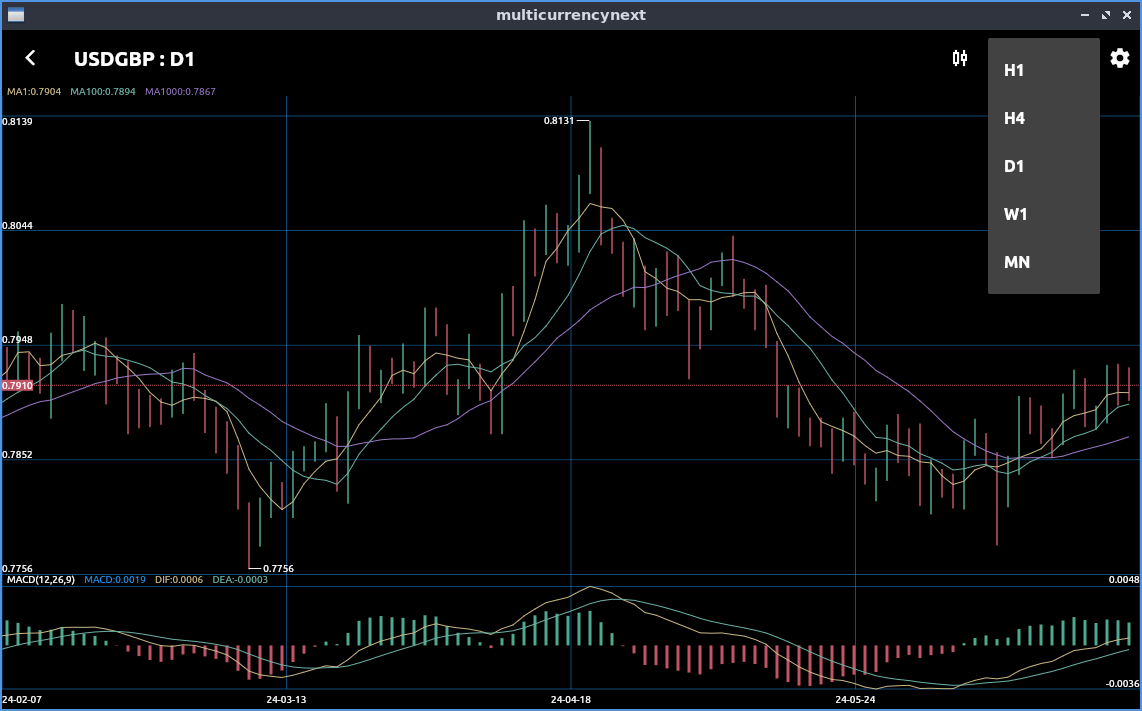 multicurrencynext
USDGBP : D1
H1
H4
D1
W1
MN
MA1:0.7904 MA100:0.7894 MA1000:0.7867
0.8139
0.8131
0.8044
0.7948
0.7910
0.7852
0.7756
0.7756
MACD(12,26,9) MACD:0.0019 DIF:0.0006 DEA:-0.0003
0.0048
-0.0036
24-02-07 24-03-13 24-04-18 24-05-24